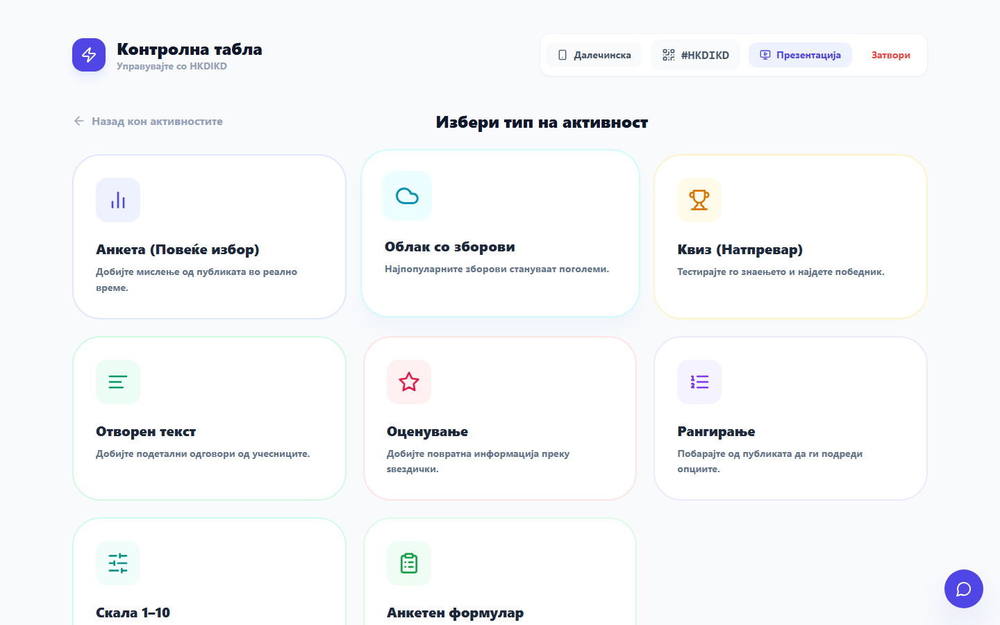 Контролна табла
Управувајте со HKDIKD
Далечинска
#HKDIKD
Презентација
Затвори
Назад кон активностите
Избери тип на активност
Анкета (Повеќе избор)
Добијте мислење од публиката во реално
време.
Облак со зборови
Најпопуларните зборови стануваат поголеми.
Квиз (Натпревар)
Тестирајте го знаењето и најдете победник.
Отворен текст
Добијте подетални одговори од учесниците.
Оценување
Добијте повратна информација преку
ѕвездички.
Рангирање
Побарајте од публиката да ги подреди
опциите.
Скала 1–10
Анкетен формулар